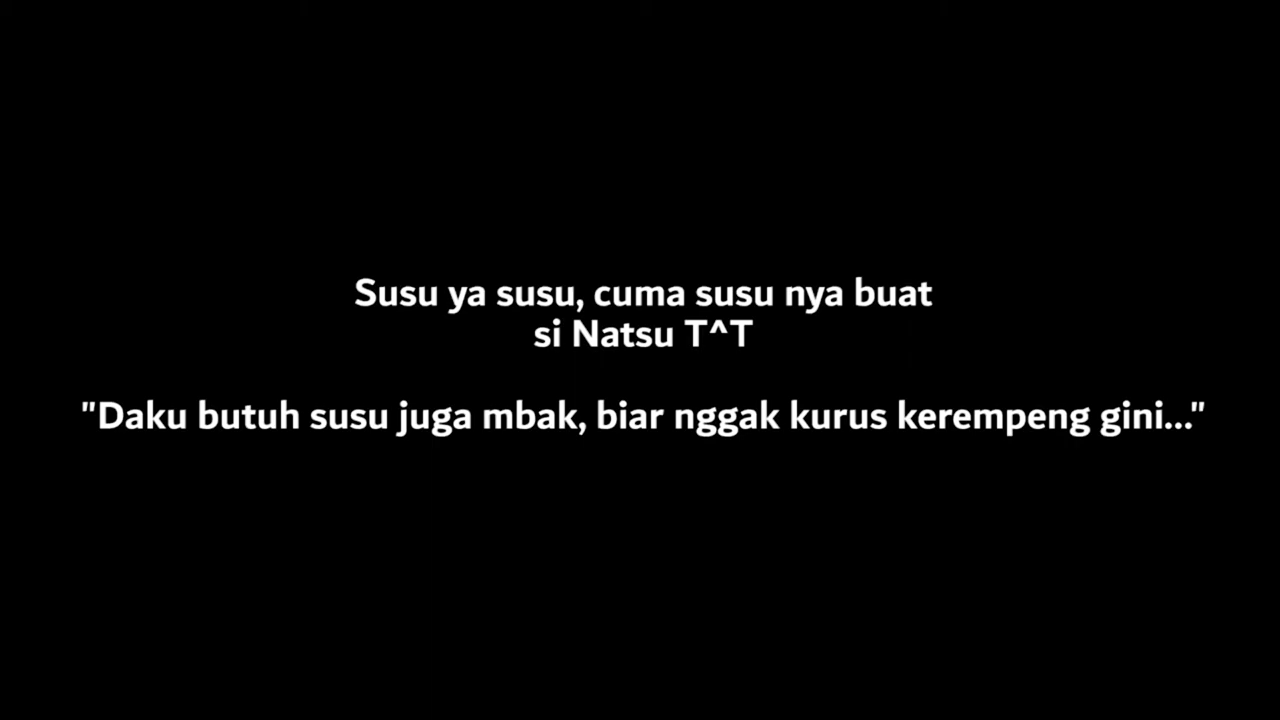 Susu ya susu, cuma susu nya buat
si Natsu T^T
"Daku butuh susu juga mbak, biar nggak kurus kerempeng gini..."